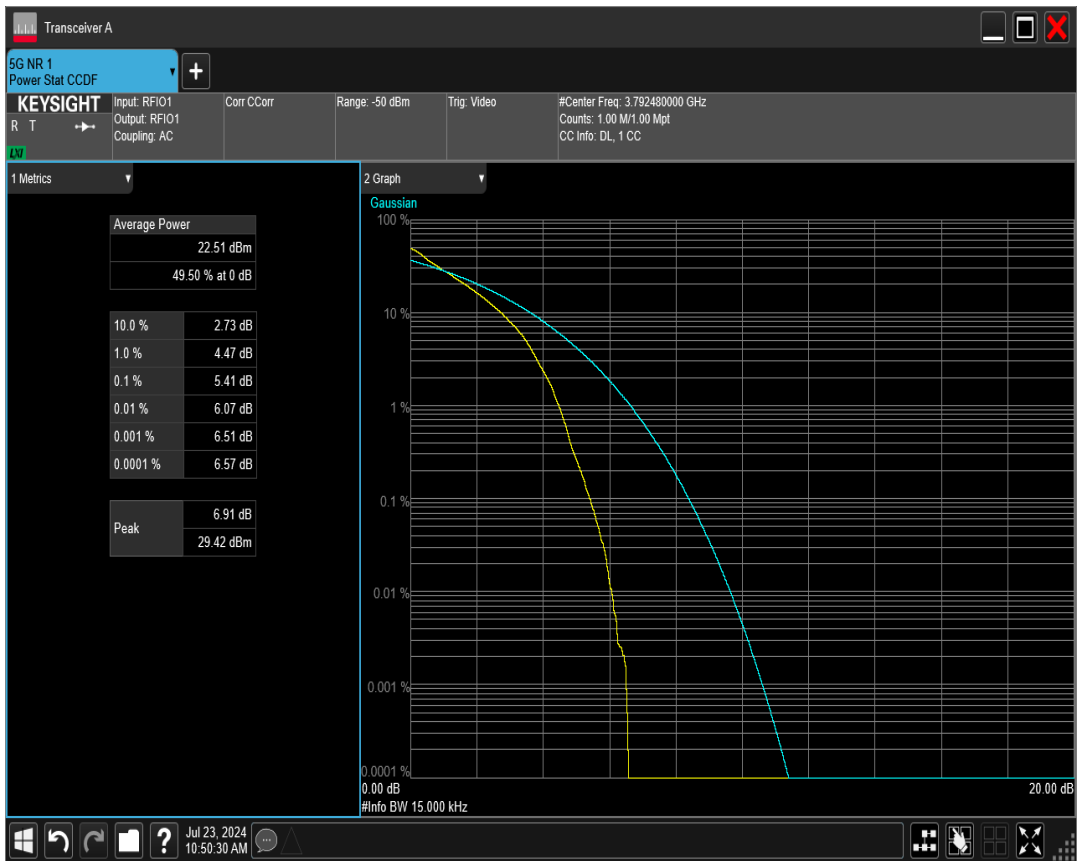 Transceiver A
5G NR 1
Power Stat CCDF
KEYSIGHT
R T
LXI
Input: RFIO1
Output: RFIO1
Coupling: AC
Corr CCorr
Range: -50 dBm
Trig: Video
#Center Freq: 3.792480000 GHz
Counts: 1.00 M/1.00 Mpt
CC Info: DL, 1 CC
1 Metrics
Average Power
22.51 dBm
49.50 % at 0 dB
10.0 % 2.73 dB
1.0 % 4.47 dB
0.1 % 5.41 dB
0.01 % 6.07 dB
0.001 % 6.51 dB
0.0001 % 6.57 dB
Peak 6.91 dB
29.42 dBm
2 Graph
Gaussian
100 %
10 %
1 %
0.1 %
0.01 %
0.001 %
0.0001 %
0.00 dB 20.00 dB
#Info BW 15.000 kHz
?
Jul 23, 2024
10:50:30 AM